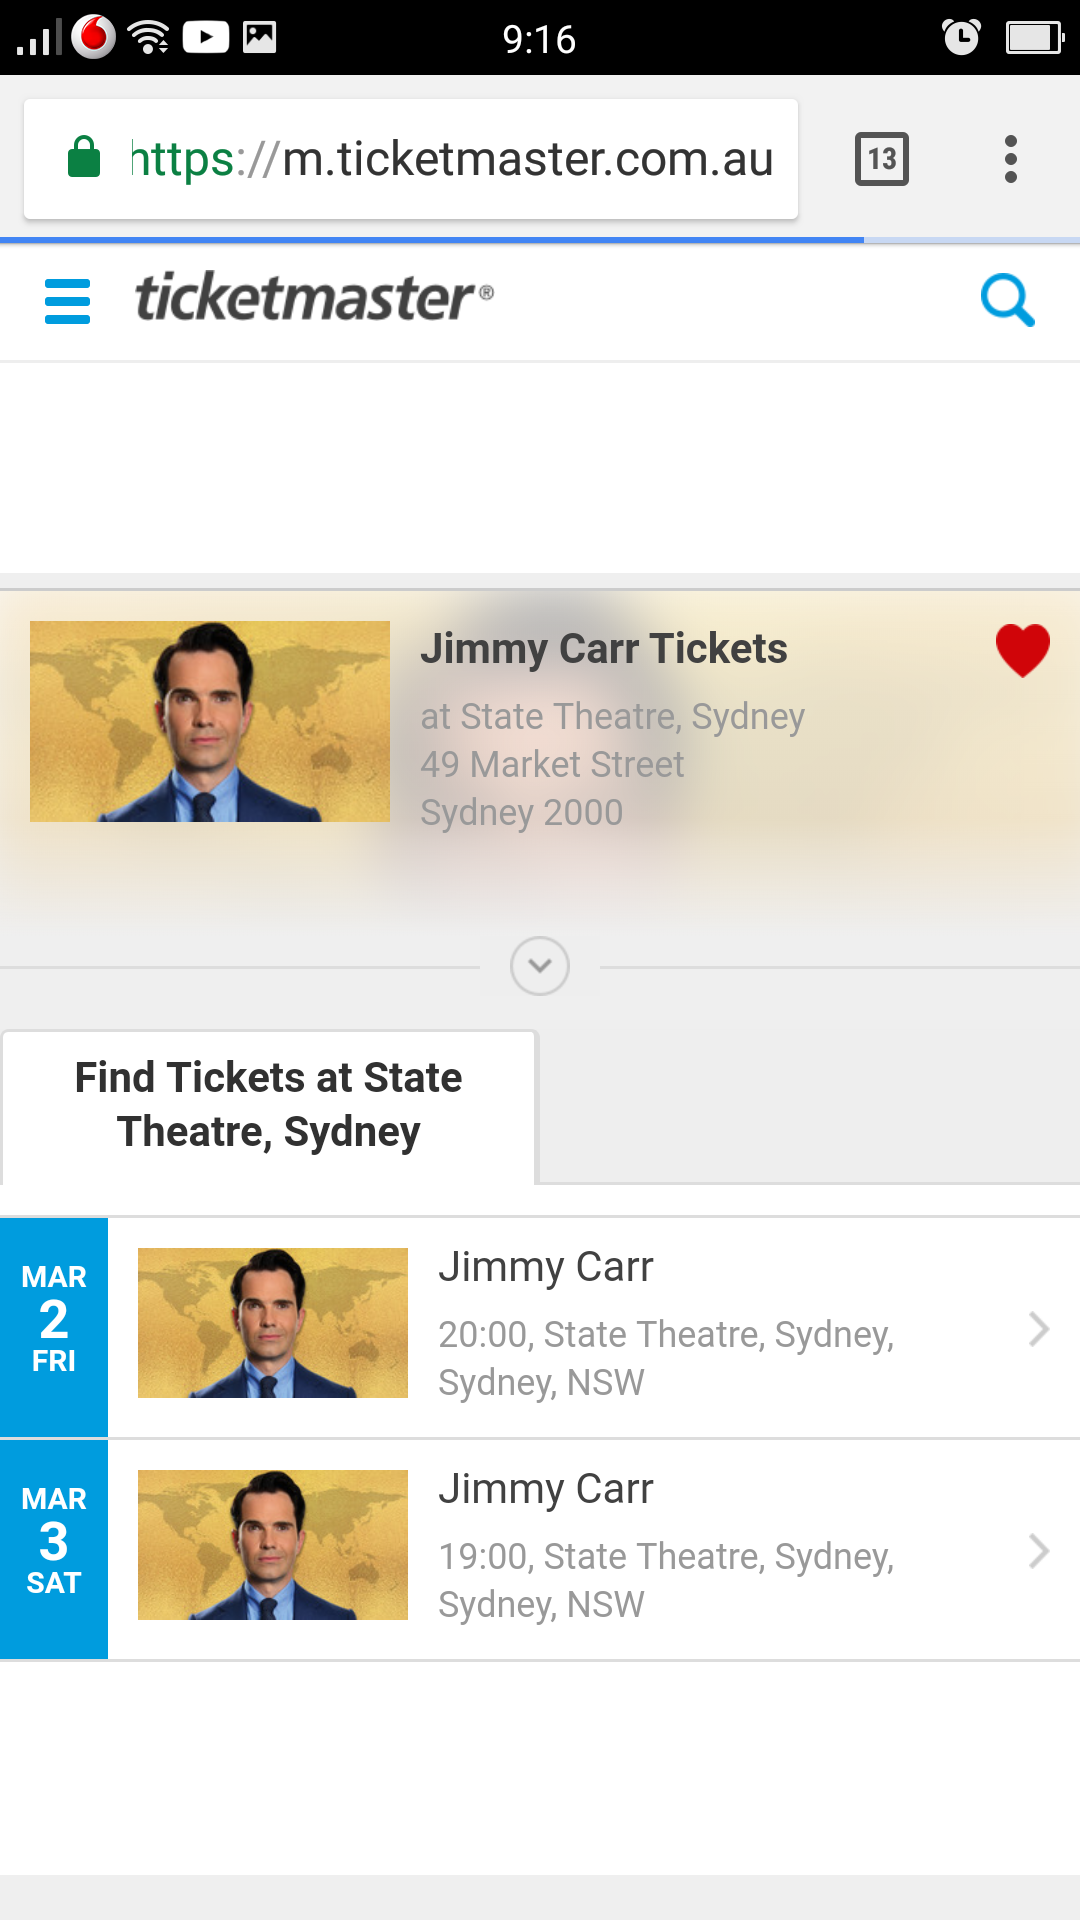 9:16
https://m.ticketmaster.com.au
13
ticketmaster®
Jimmy Carr Tickets
at State Theatre, Sydney
49 Market Street
Sydney 2000
Find Tickets at State
Theatre, Sydney
MAR
2
FRI
Jimmy Carr
20:00, State Theatre, Sydney,
Sydney, NSW
MAR
3
SAT
Jimmy Carr
19:00, State Theatre, Sydney,
Sydney, NSW